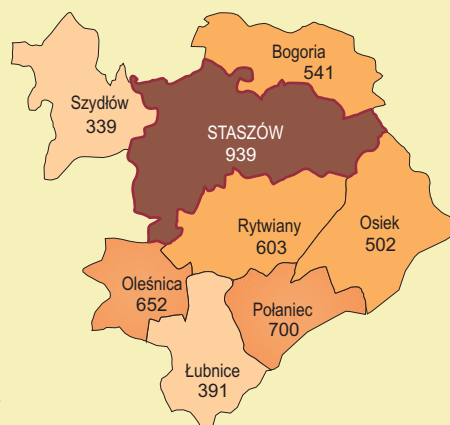 Bogoria
541
Szydłów
339
STASZÓW
939
Rytwiany
603
Osiek
502
Oleśnica
652
Połaniec
700
Łubnice
391